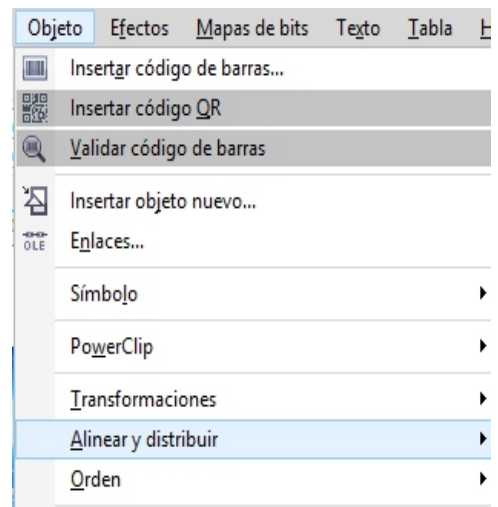 Objeto Efectos Mapas de bits Texto Tabla
Insertar código de barras...
Insertar código QR
Validar código de barras
Insertar objeto nuevo...
OLE Enlaces...
Símbolo
PowerClip
Transformaciones
Alinear y distribuir
Orden